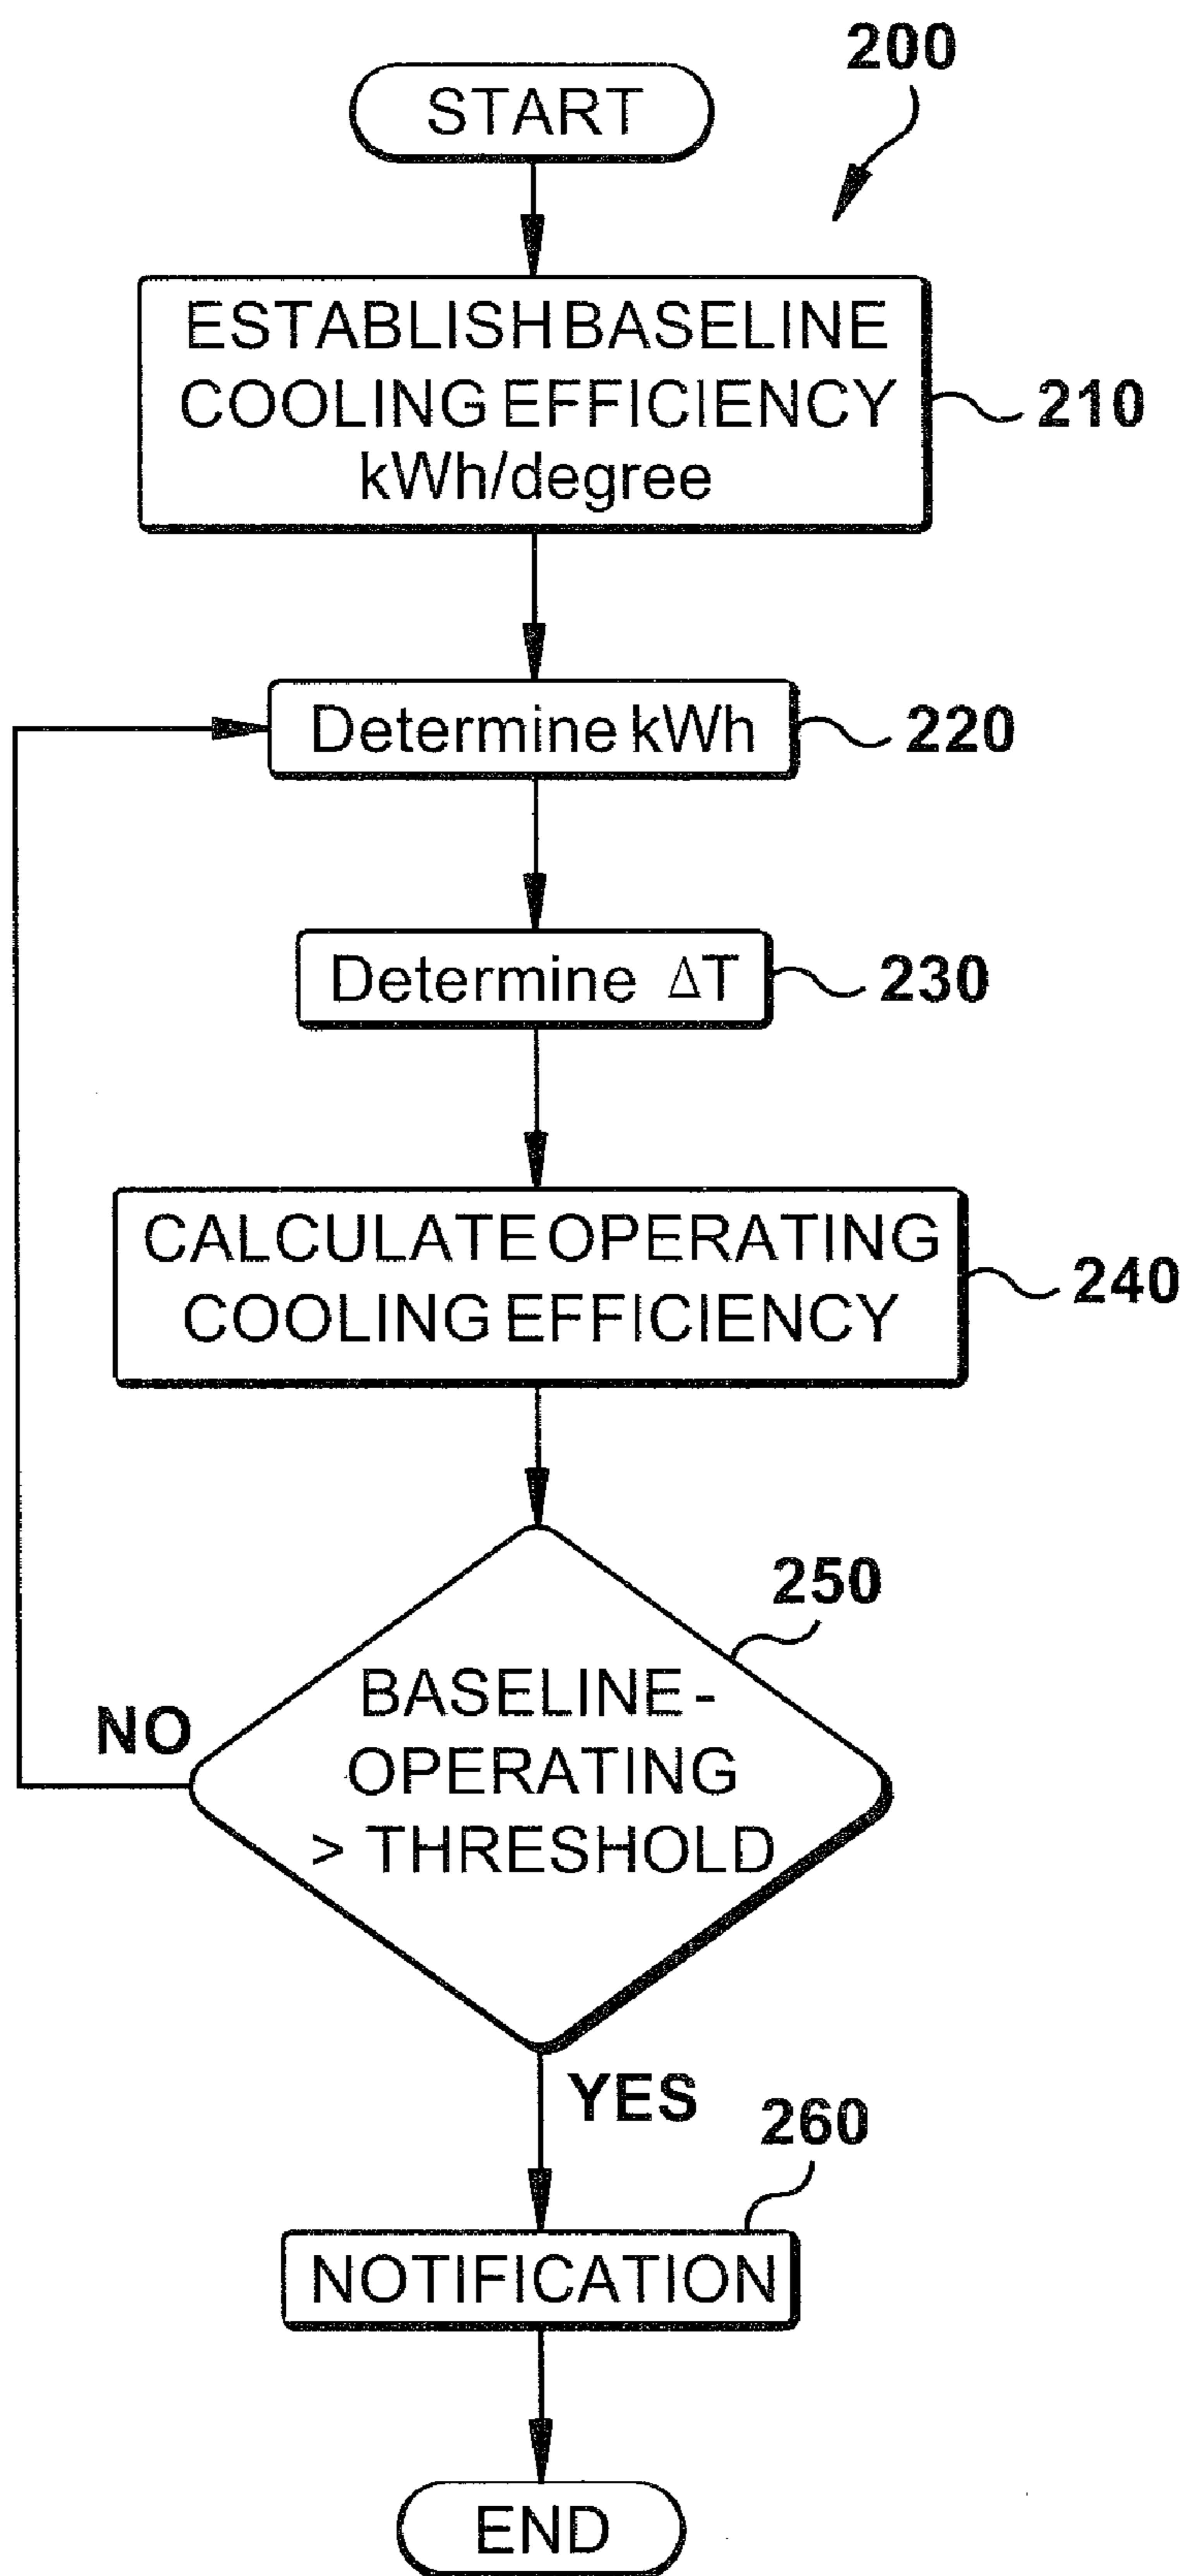 200
START
ESTABLISH BASELINE
COOLING EFFICIENCY
kWh/degree
210
Determine kWh
220
Determine ΔT
230
CALCULATE OPERATING
COOLING EFFICIENCY
240
250
BASELINE -
OPERATING
> THRESHOLD
NO
YES
260
NOTIFICATION
END